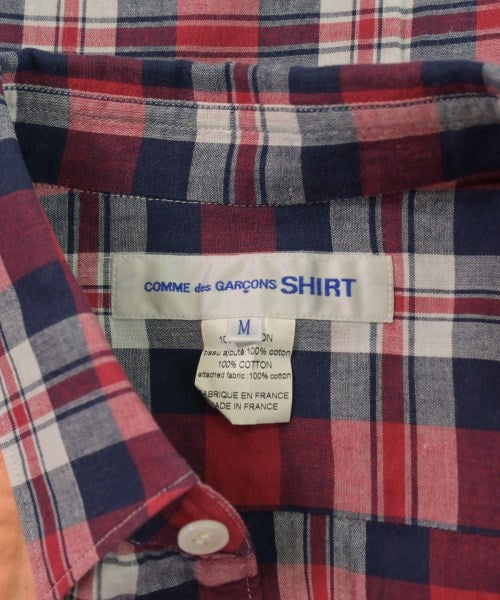 COMME des GARÇONS SHIRT
M
tissu ajouté:100% coton
100% COTTON
attached fabric:100% cotton
FABRIQUE EN FRANCE
MADE IN FRANCE